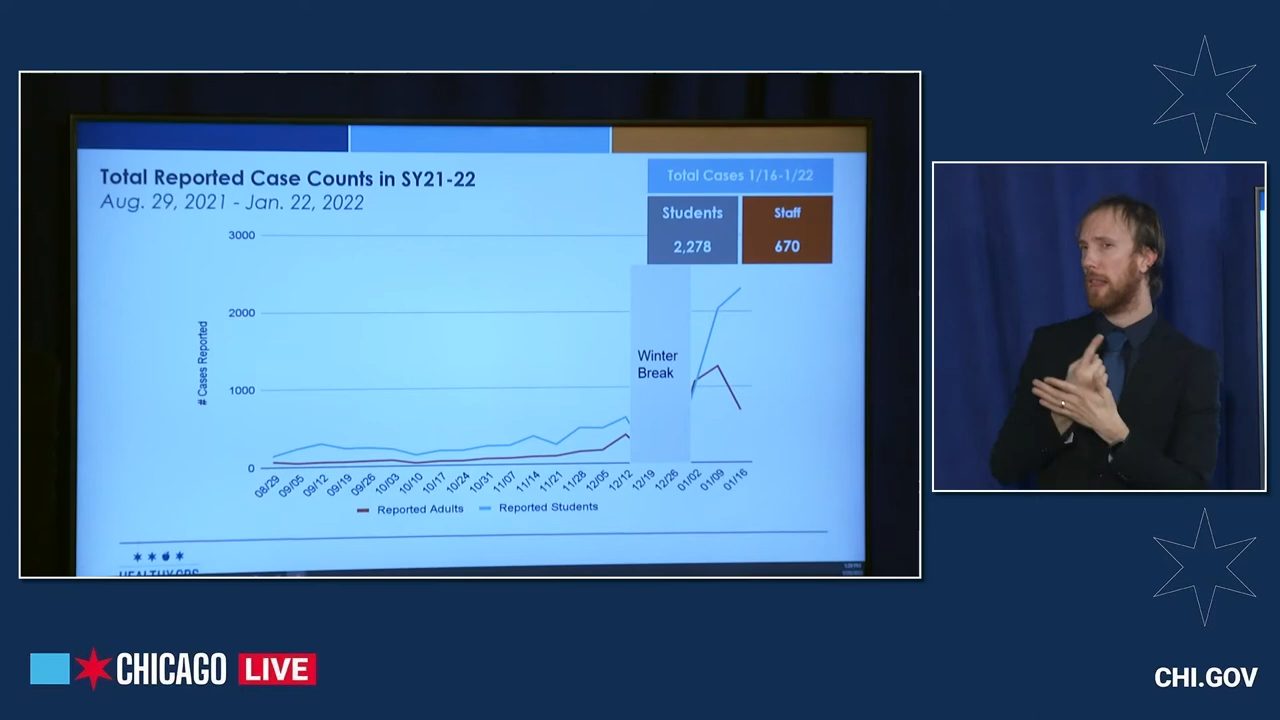 Total Reported Case Counts in SY21-22
Aug. 29, 2021 - Jan. 22, 2022
Total Cases 1/16-1/22
Students
2,278
Staff
670
3000
2000
1000
0
# Cases Reported
Winter
Break
08/29 09/05 09/12 09/19 09/26 10/03 10/10 10/17 10/24 10/31 11/07 11/14 11/21 11/28 12/05 12/12 12/19 12/26 01/02 01/09 01/16
Reported Adults Reported Students
HEALTHY CPS
CHICAGO LIVE
CHI.GOV